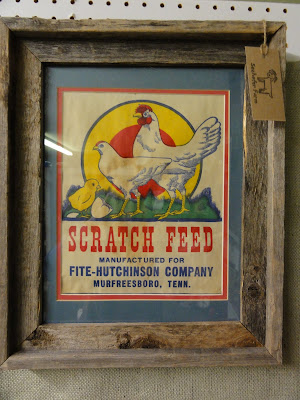 SCRATCH FEED
MANUFACTURED FOR
FITE-HUTCHINSON COMPANY
MURFREESBORO, TENN.